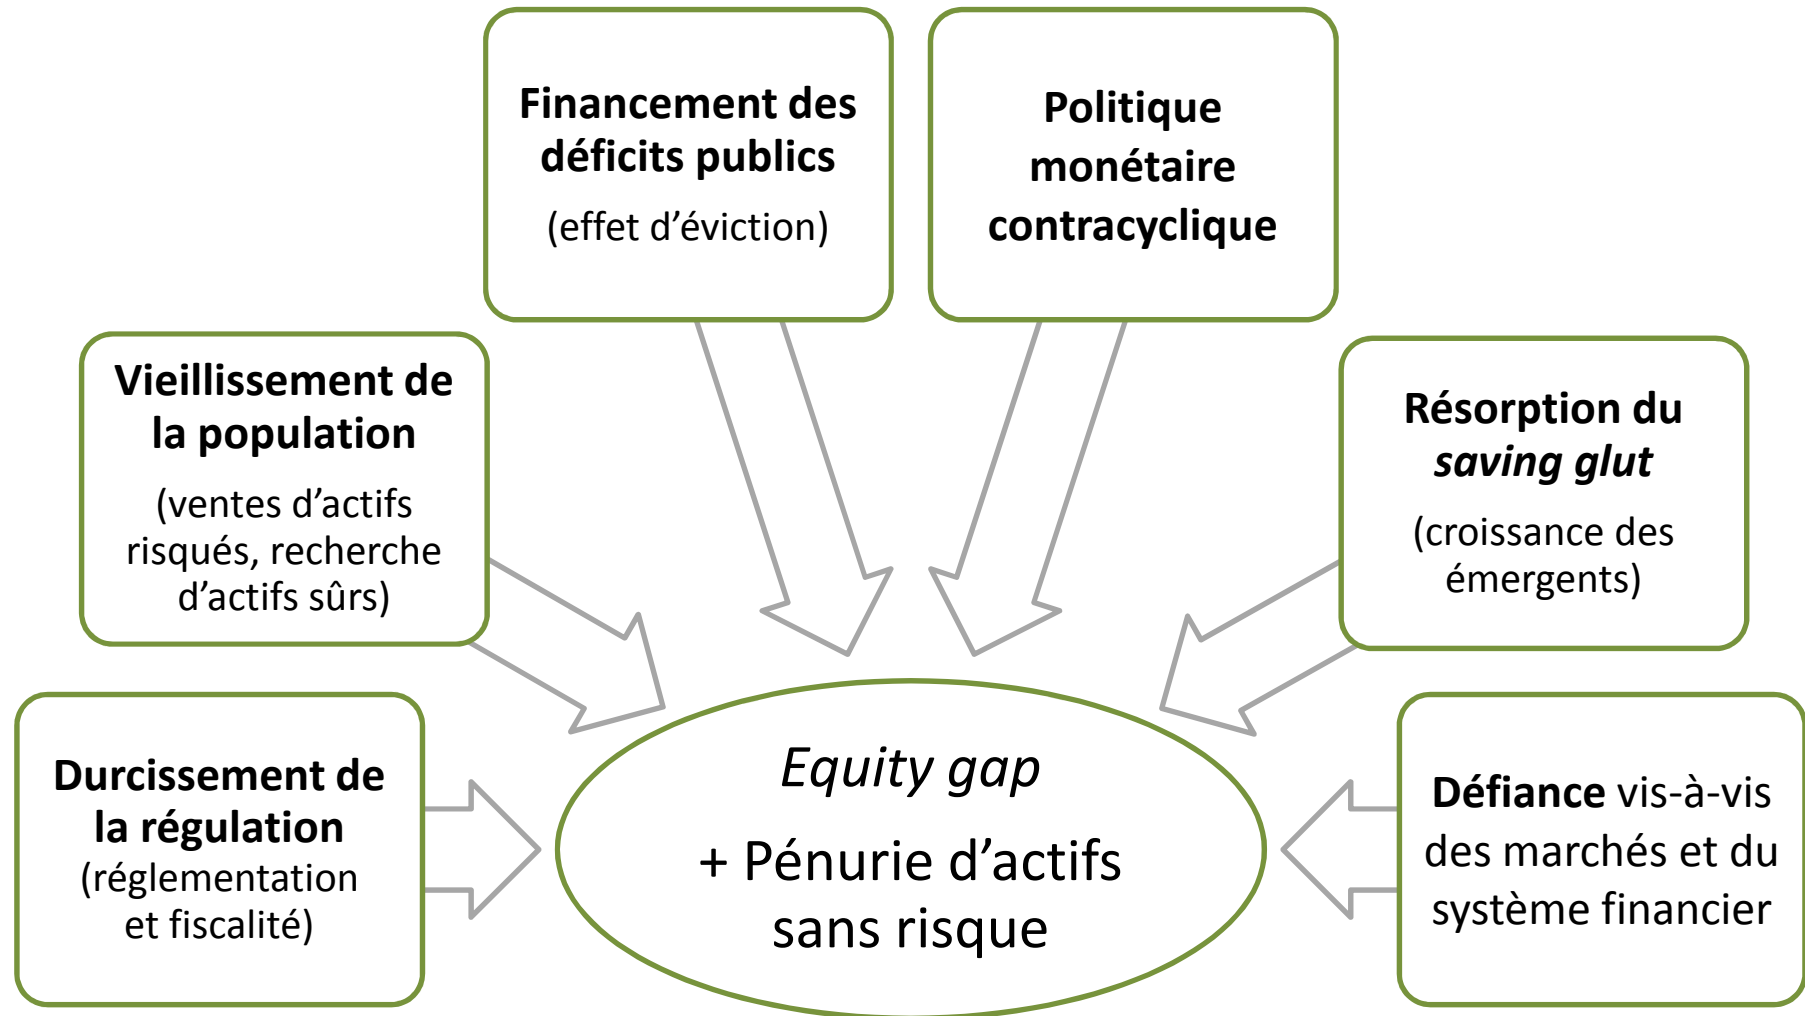 Financement des
déficits publics
(effet d’éviction)
Politique
monétaire
contracyclique
Vieillissement de
la population
(ventes d’actifs
risqués, recherche
d’actifs sûrs)
Résorption du
saving glut
(croissance des
émergents)
Durcissement de
la régulation
(réglementation
et fiscalité)
Equity gap
+ Pénurie d’actifs
sans risque
Défiance vis-à-vis
des marchés et du
système financier